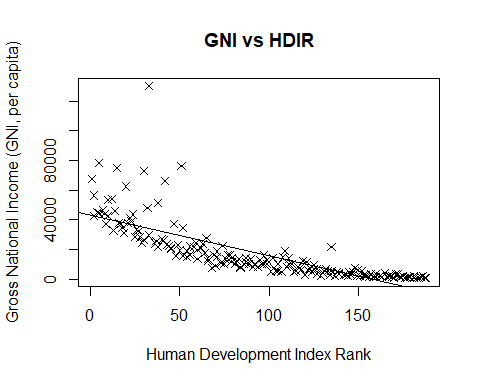 GNI vs HDIR
Gross National Income (GNI, per capita)
80000
40000
0
0 50 100 150
Human Development Index Rank